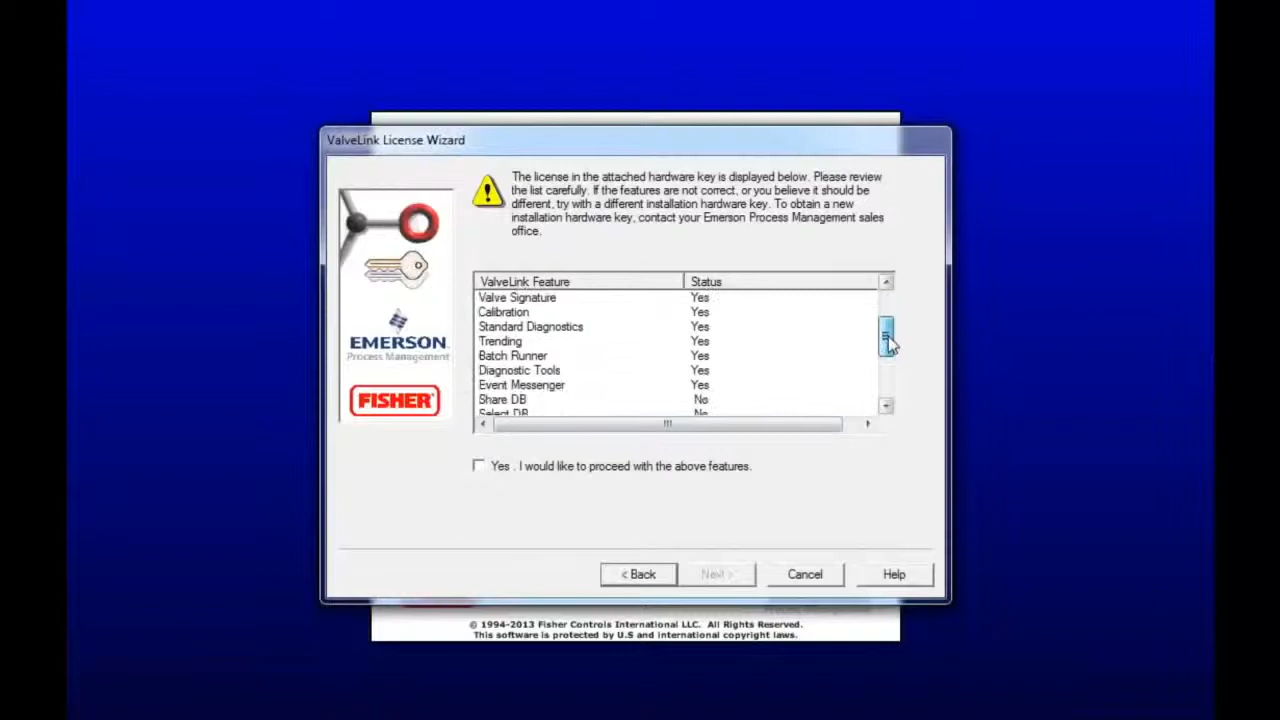 ValveLink License Wizard
The license in the attached hardware key is displayed below. Please review
the list carefully. If the features are not correct, or you believe it should be
different, try with a different installation hardware key. To obtain a new
installation hardware key, contact your Emerson Process Management sales
office.
EMERSON.
Process Management
FISHER
ValveLink Feature Status
Valve Signature Yes
Calibration Yes
Standard Diagnostics Yes
Trending Yes
Batch Runner Yes
Diagnostic Tools Yes
Event Messenger Yes
Share DB No
Select DB No
Yes . I would like to proceed with the above features.
< Back Next > Cancel Help
© 1994-2013 Fisher Controls International LLC. All Rights Reserved.
This software is protected by U.S and international copyright laws.